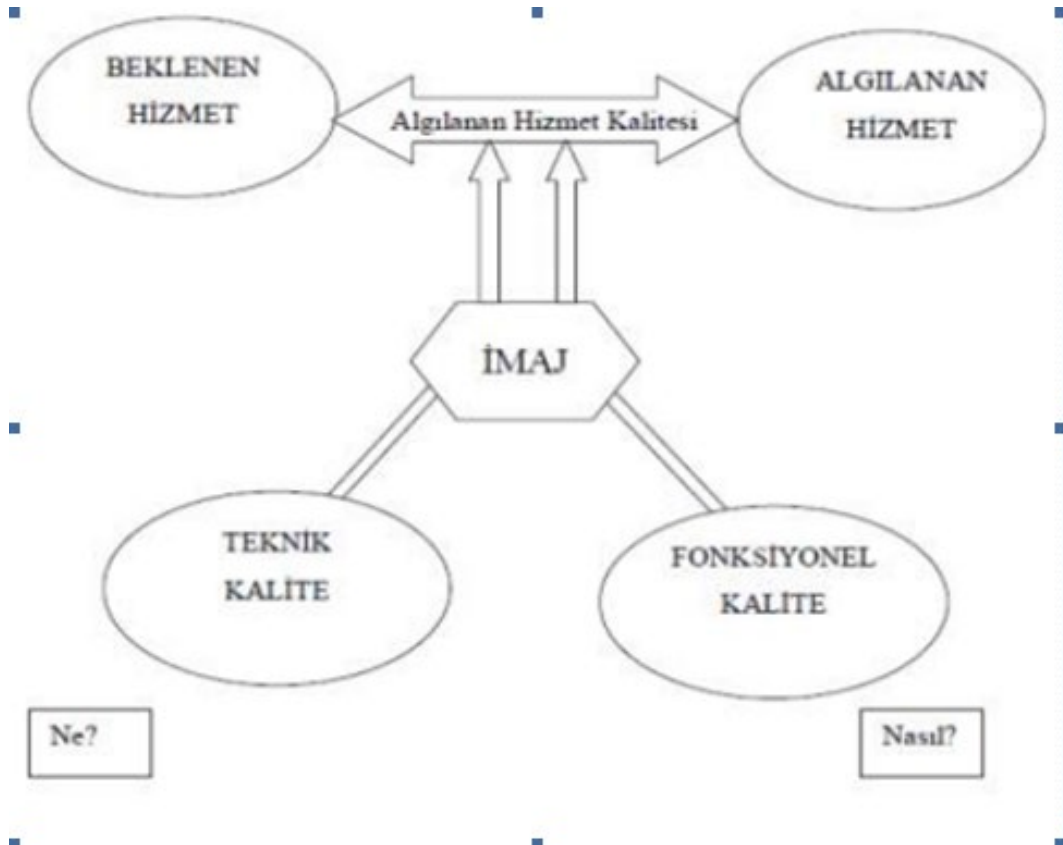 BEKLENEN
HİZMET
Algılanan Hizmet Kalitesi
ALGILANAN
HİZMET
İMAJ
TEKNİK
KALİTE
FONKSİYONEL
KALİTE
Ne?
Nasıl?